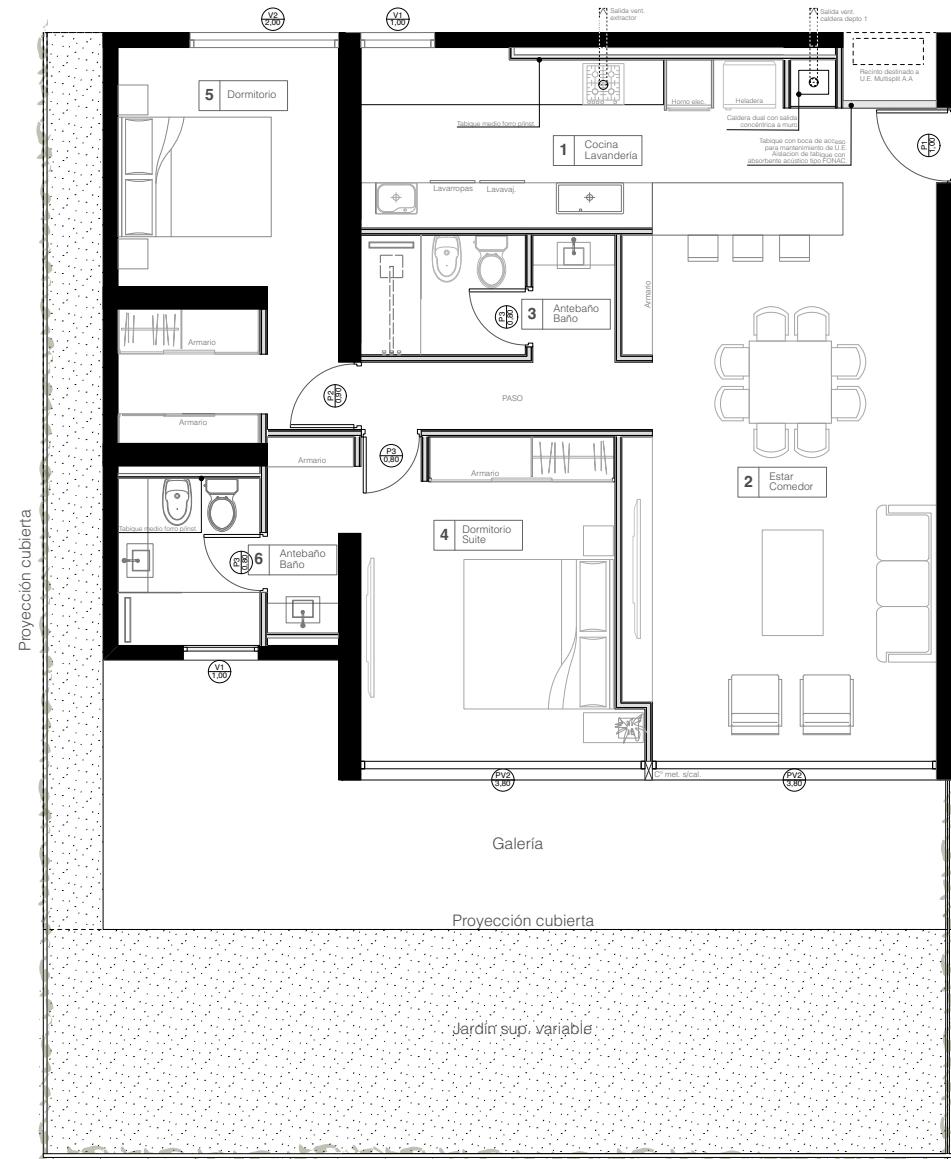 V2
2,00
V1
1,00
Salida vent.
extractor
Salida vent.
caldera depto 1
Recinto destinado a
U.E. Multisplit A.A
5 Dormitorio
Horno elec.
Heladera
Tabique medio forro p/inst.
Caldera dual con salida
concéntrica a muro
1 Cocina
Lavandería
Tabique con boca de acceso
para mantenimiento de U.E.
Aislacion de tabique con
absorbente acústico tipo FONAC
P1
1,00
Lavarropas
Lavavaj.
Armario
3 Antebaño
Baño
P3
0,80
Armario
P2
0,90
PASO
Armario
Armario
P3
0,80
Armario
2 Estar
Comedor
4 Dormitorio
Suite
Tabique medio forro p/inst.
P3
0,80
6 Antebaño
Baño
Proyección cubierta
V1
1,00
PV2
3,80
C° met. s/cal.
PV2
3,80
Galería
Proyección cubierta
Jardín sup. variable